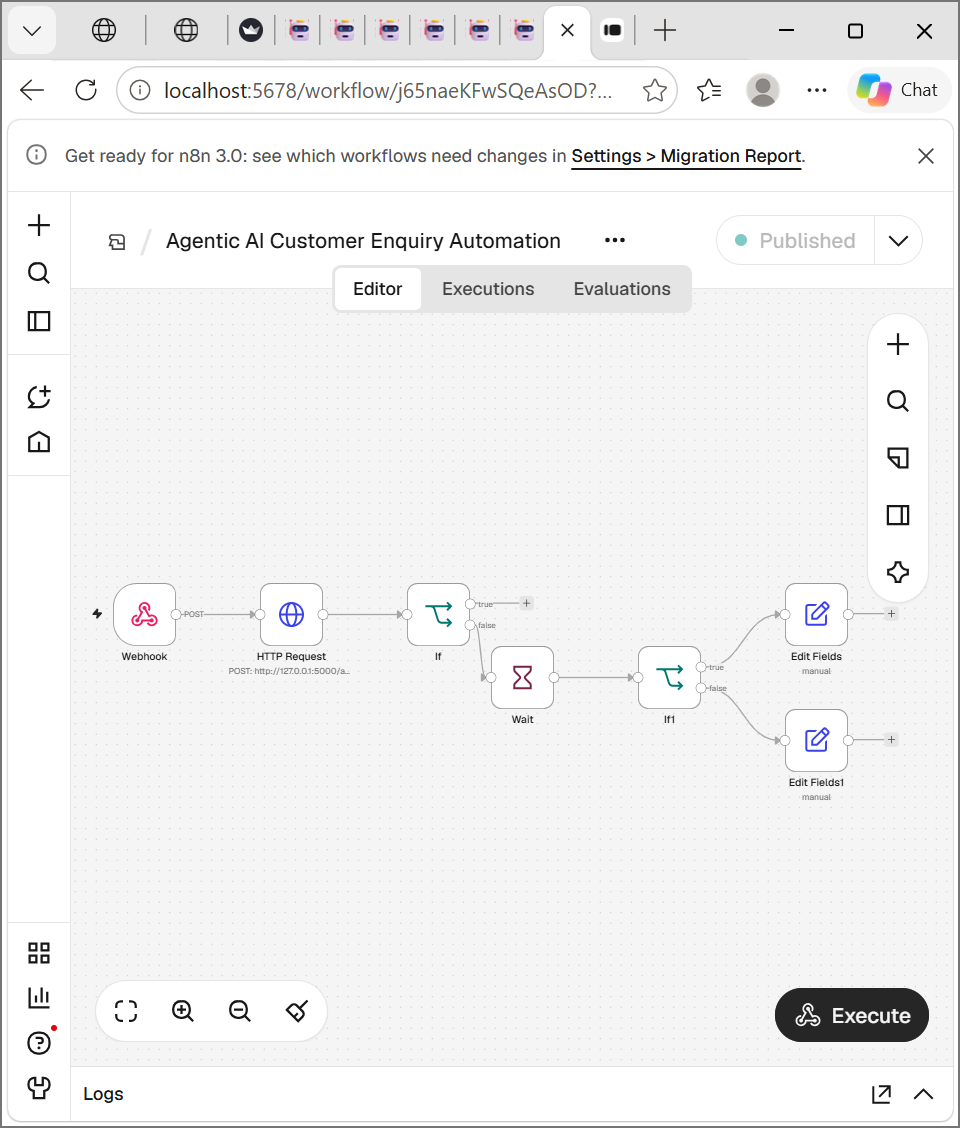 localhost:5678/workflow/j65naeKFwSQeAsOD?...
Chat
Get ready for n8n 3.0: see which workflows need changes in Settings > Migration Report.
Agentic AI Customer Enquiry Automation
Published
Editor Executions Evaluations
POST
Webhook
HTTP Request
POST: http://127.0.0.1:5000/a...
true
false
If
Wait
true
false
If1
Edit Fields
manual
Edit Fields1
manual
Execute
Logs